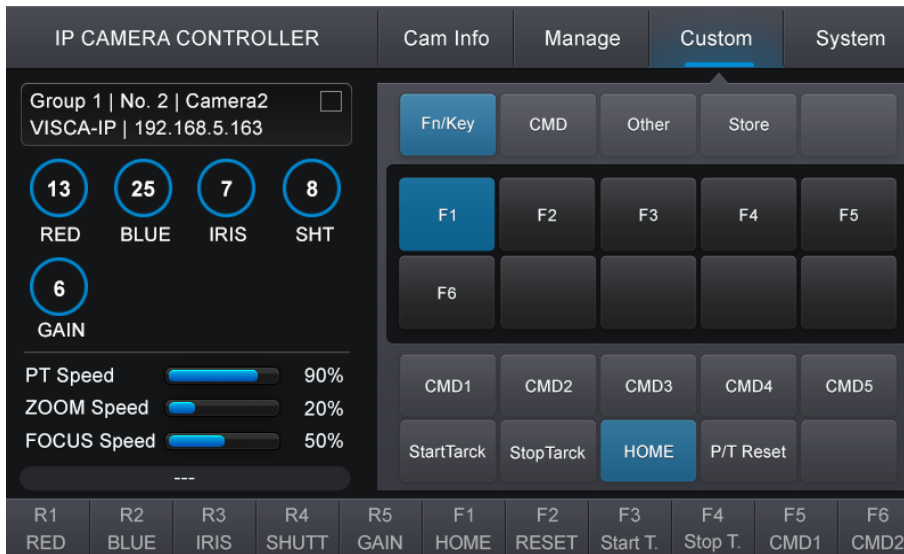 IP CAMERA CONTROLLER
Cam Info Manage Custom System
Group 1 | No. 2 | Camera2
VISCA-IP | 192.168.5.163
13 25 7 8
RED BLUE IRIS SHT
6
GAIN
PT Speed 90%
ZOOM Speed 20%
FOCUS Speed 50%
---
Fn/Key CMD Other Store
F1 F2 F3 F4 F5
F6
CMD1 CMD2 CMD3 CMD4 CMD5
StartTarck StopTarck HOME P/T Reset
R1 R2 R3 R4 R5 F1 F2 F3 F4 F5 F6
RED BLUE IRIS SHUTT GAIN HOME RESET Start T. Stop T. CMD1 CMD2